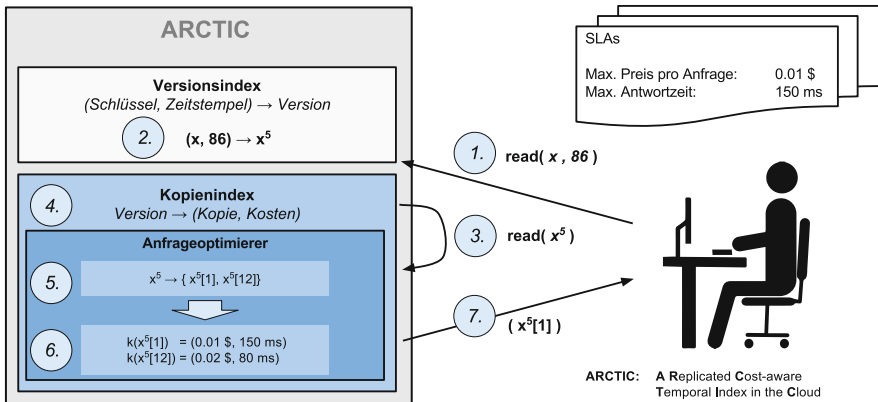 ARCTIC
Versionsindex
(Schlüssel, Zeitstempel) → Version
2.
(x, 86) → x⁵
4.
Kopienindex
Version → (Kopie, Kosten)
Anfrageoptimierer
5.
x⁵ → { x⁵[1], x⁵[12]}
6.
k(x⁵[1]) = (0.01 $, 150 ms)
k(x⁵[12]) = (0.02 $, 80 ms)
1.
read( x , 86 )
3.
read( x⁵ )
7.
( x⁵[1] )
SLAs
Max. Preis pro Anfrage: 0.01 $
Max. Antwortzeit: 150 ms
ARCTIC: A Replicated Cost-aware
Temporal Index in the Cloud